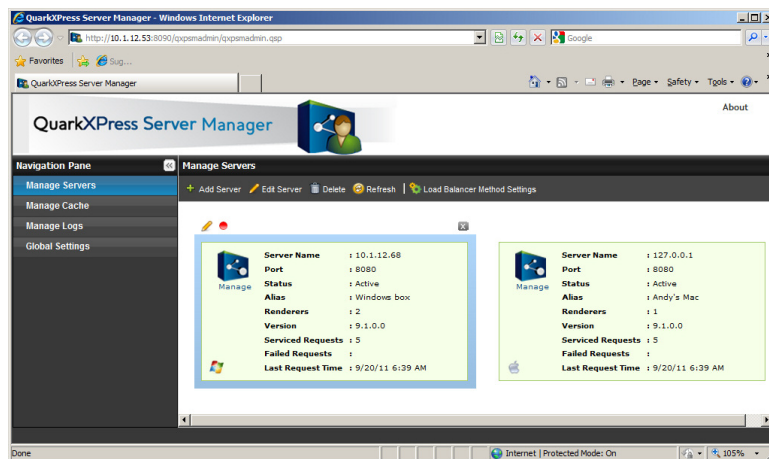 QuarkXPress Server Manager - Windows Internet Explorer
http://10.1.12.53:8090/qxpsmadmin/qxpsmadmin.qsp
Google
Favorites Sug...
QuarkXPress Server Manager
Page Safety Tools
About
QuarkXPress Server Manager
Navigation Pane
Manage Servers
Manage Servers
Manage Cache
Manage Logs
Global Settings
Add Server Edit Server Delete Refresh | Load Balancer Method Settings
Manage
Server Name : 10.1.12.68
Port : 8080
Status : Active
Alias : Windows box
Renderers : 2
Version : 9.1.0.0
Serviced Requests : 5
Failed Requests :
Last Request Time : 9/20/11 6:39 AM
Manage
Server Name : 127.0.0.1
Port : 8080
Status : Active
Alias : Andy's Mac
Renderers : 1
Version : 9.1.0.0
Serviced Requests : 5
Failed Requests :
Last Request Time : 9/20/11 6:39 AM
Done
Internet | Protected Mode: On
105%